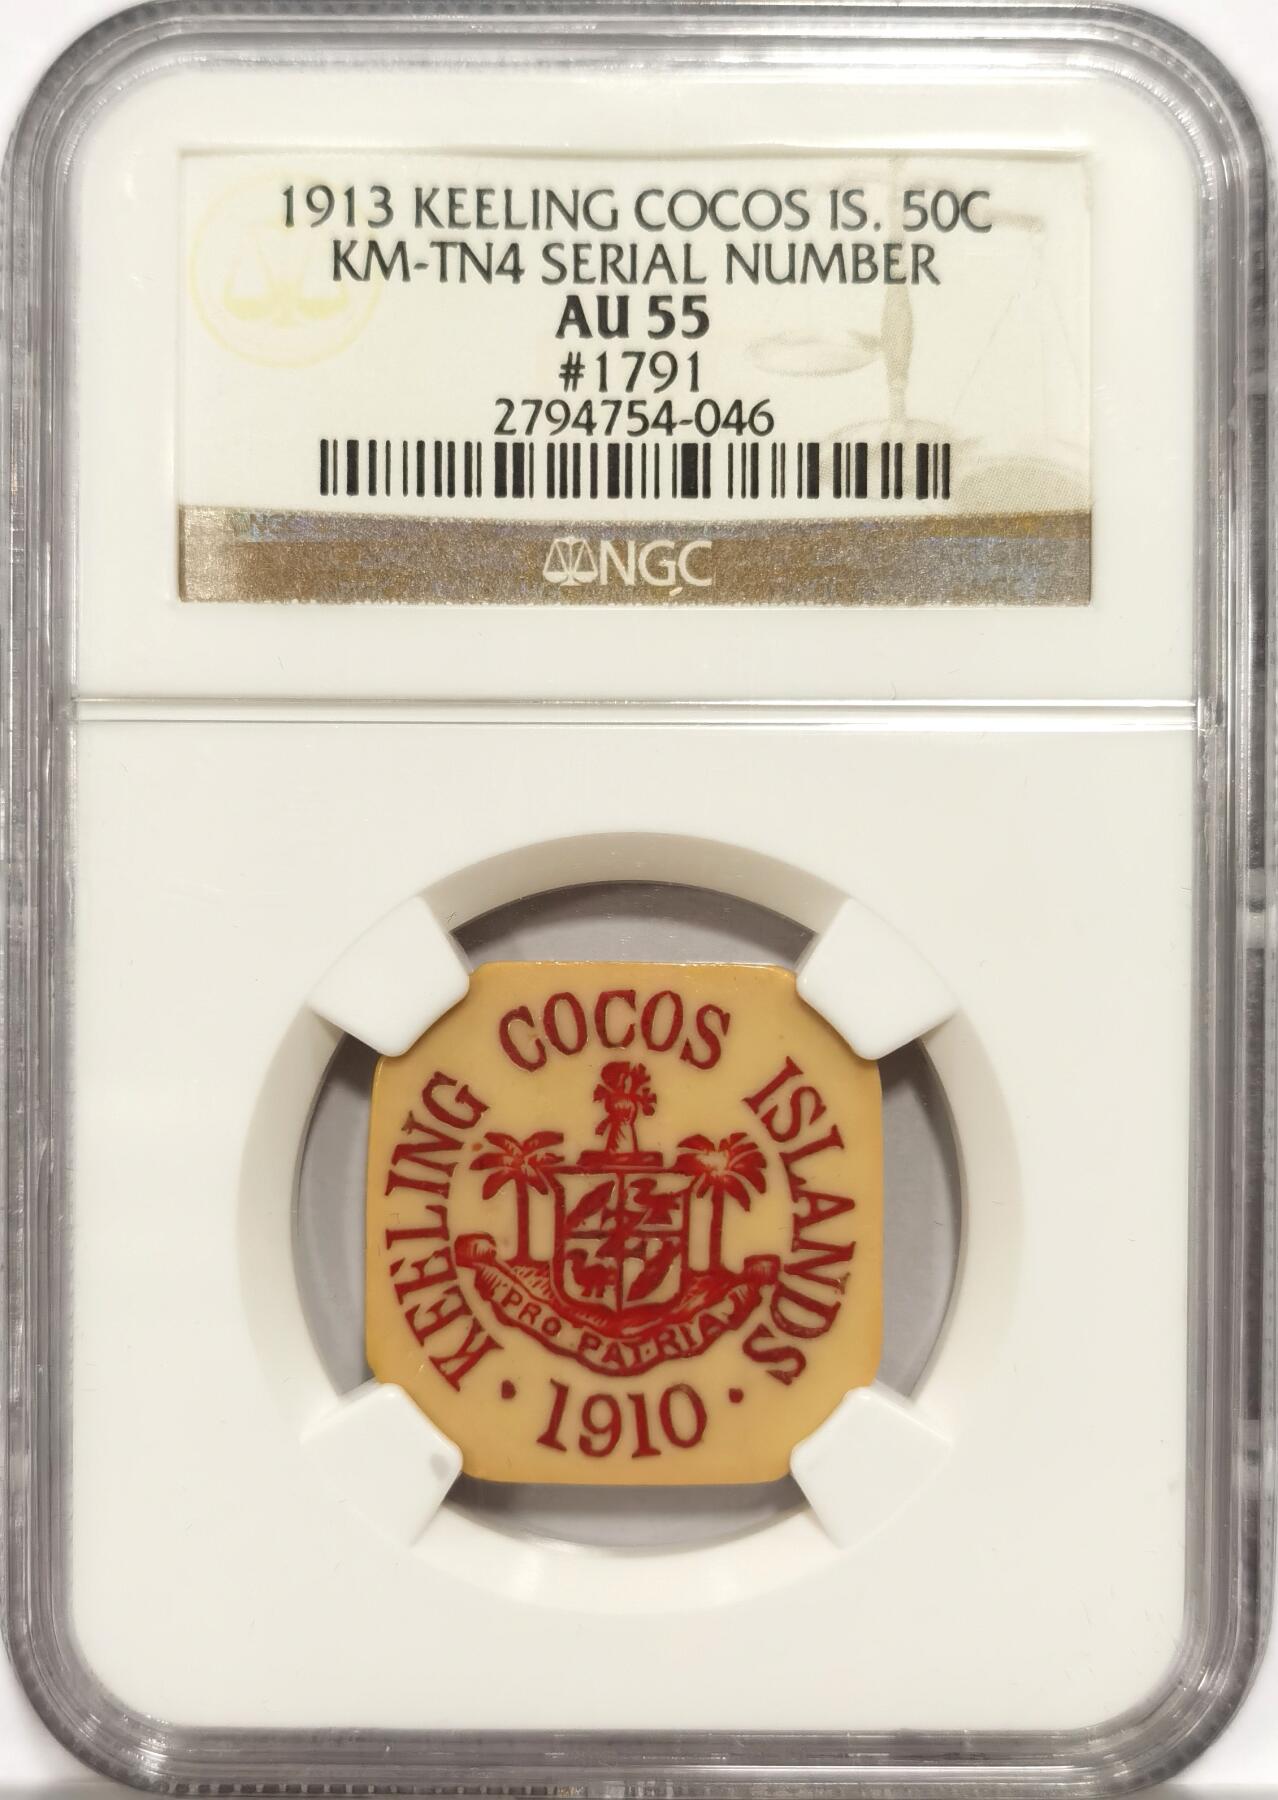 1913 KEELING COCOS IS. 50C
KM-TN4 SERIAL NUMBER
AU 55
#1791
2794754-046
NGC
NGC
KEELING COCOS ISLANDS
PRO PATRIA
· 1910 ·